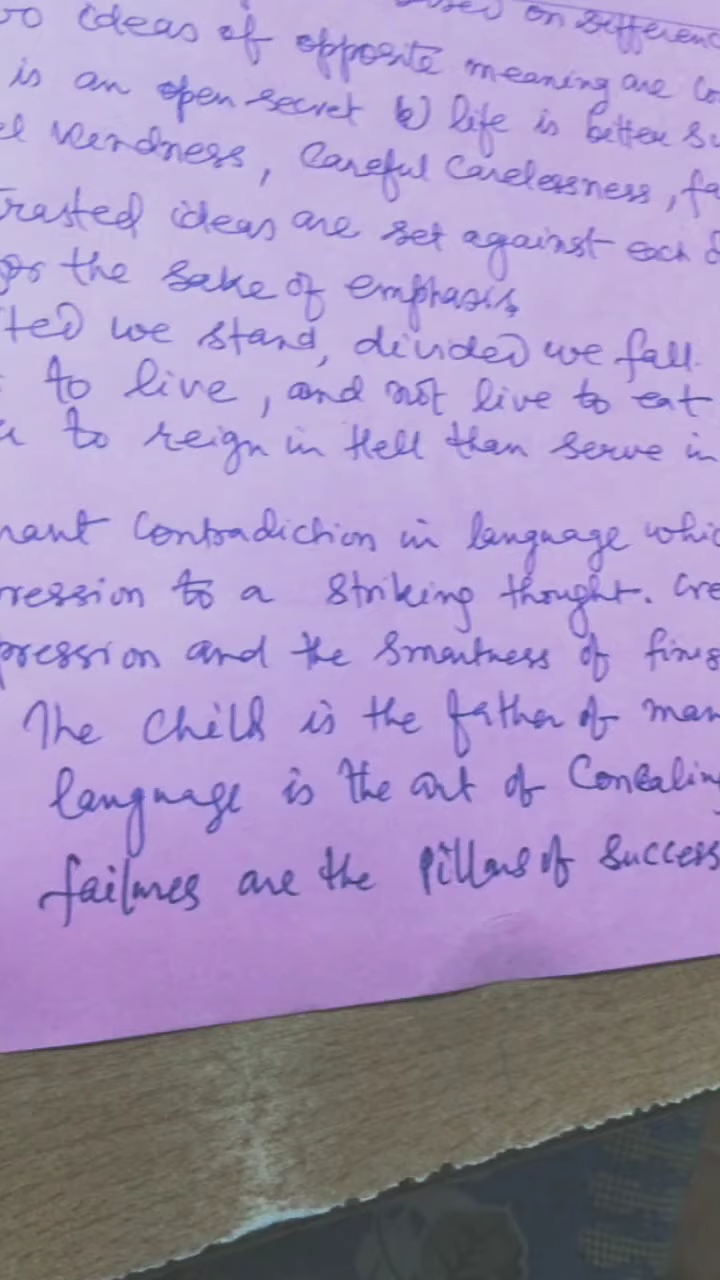 on Differenc
ideas of opposite meaning are
is an open secret b) life is better
kindness, Careful Carelessness,
rasted ideas are set against each
for the sake of emphasis,
ted we stand, divided we fall.
to live, and not live to eat
to reign in Hell than serve in
nant Contradiction in language whic
ression to a striking thought. Cre
pression and the smartness of
The Child is the father of man
language is the art of Concealing
failures are the Pillars of Success